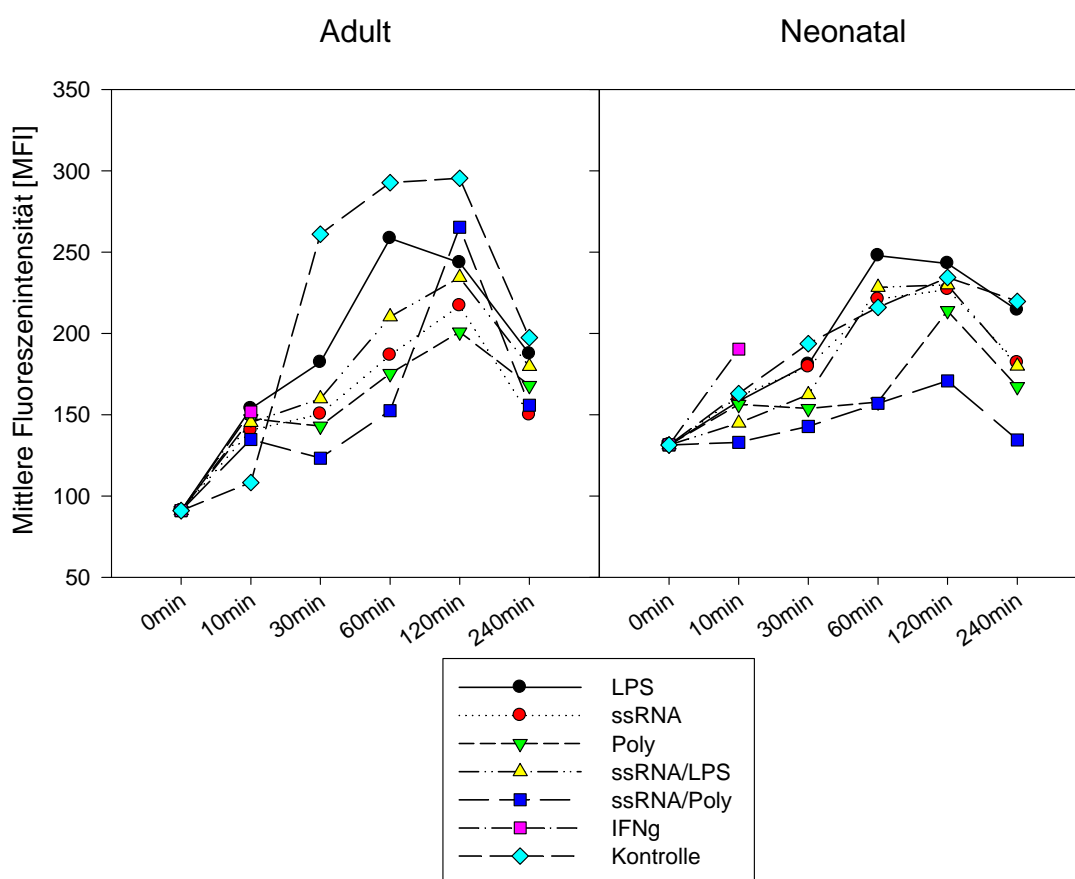 Adult
Neonatal
Mittlere Fluoreszenintensität [MFI]
350
300
250
200
150
100
50
0min
10min
30min
60min
120min
240min
0min
10min
30min
60min
120min
240min
LPS
ssRNA
Poly
ssRNA/LPS
ssRNA/Poly
IFNg
Kontrolle